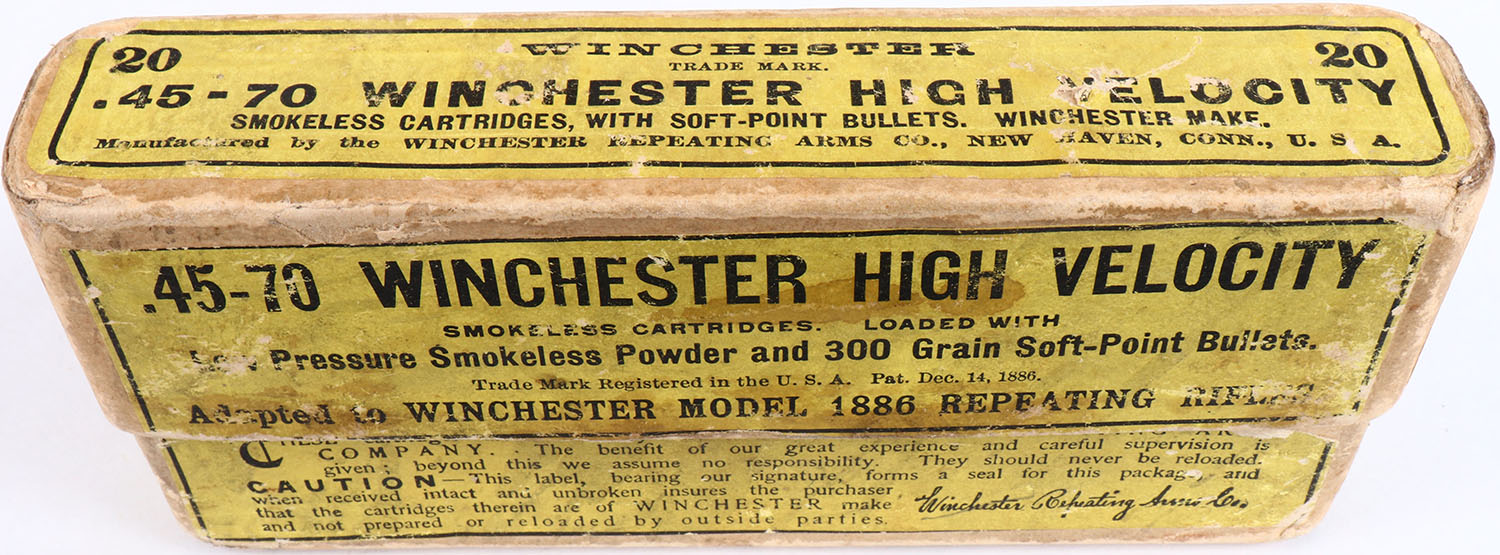 20 WINCHESTER 20
TRADE MARK.
.45-70 WINCHESTER HIGH VELOCITY
SMOKELESS CARTRIDGES, WITH SOFT-POINT BULLETS. WINCHESTER MAKE.
Manufactured by the WINCHESTER REPEATING ARMS CO., NEW HAVEN, CONN., U. S. A.
.45-70 WINCHESTER HIGH VELOCITY
SMOKELESS CARTRIDGES. LOADED WITH
Low Pressure Smokeless Powder and 300 Grain Soft-Point Bullets.
Trade Mark Registered in the U. S. A. Pat. Dec. 14, 1886.
Adapted to WINCHESTER MODEL 1886 REPEATING RIFLES
COMPANY. The benefit of our great experience and careful supervision is
given; beyond this we assume no responsibility. They should never be reloaded.
CAUTION—This label, bearing our signature, forms a seal for this package, and
when received intact and unbroken insures the purchaser
that the cartridges therein are of WINCHESTER make
and not prepared or reloaded by outside parties.
Winchester Repeating Arms Co.